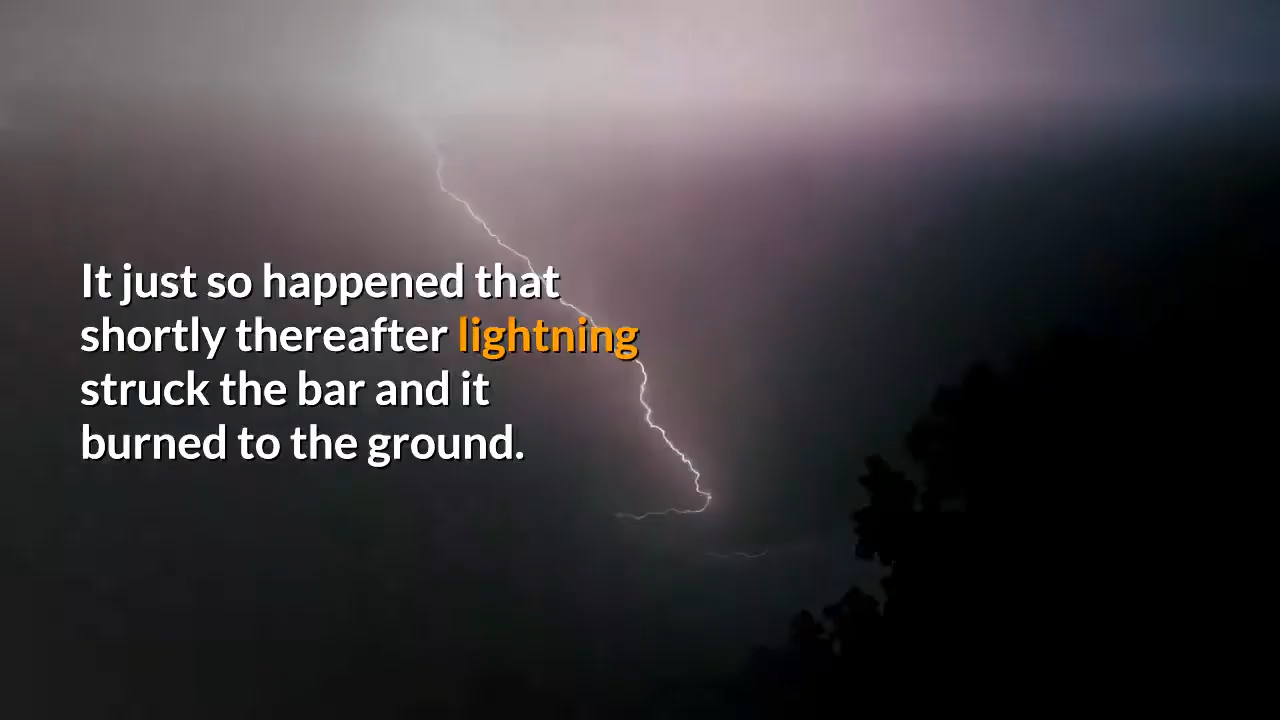 It just so happened that
shortly thereafter lightning
struck the bar and it
burned to the ground.